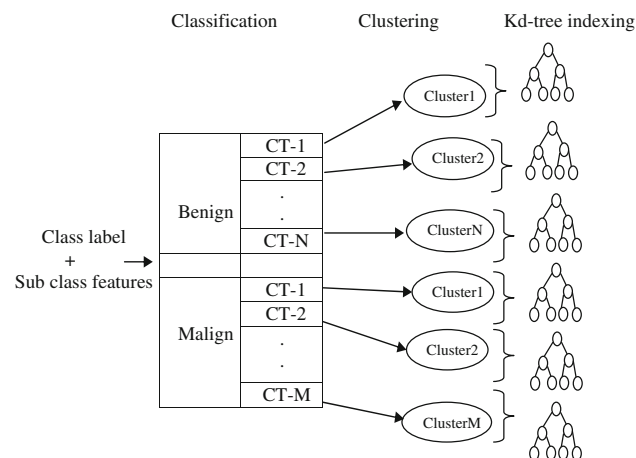 Classification Clustering Kd-tree indexing
Cluster1
CT-1
CT-2
Cluster2
.
.
Benign
CT-N
ClusterN
Class label
+
Sub class features
CT-1
Cluster1
CT-2
Malign
.
.
Cluster2
CT-M
ClusterM